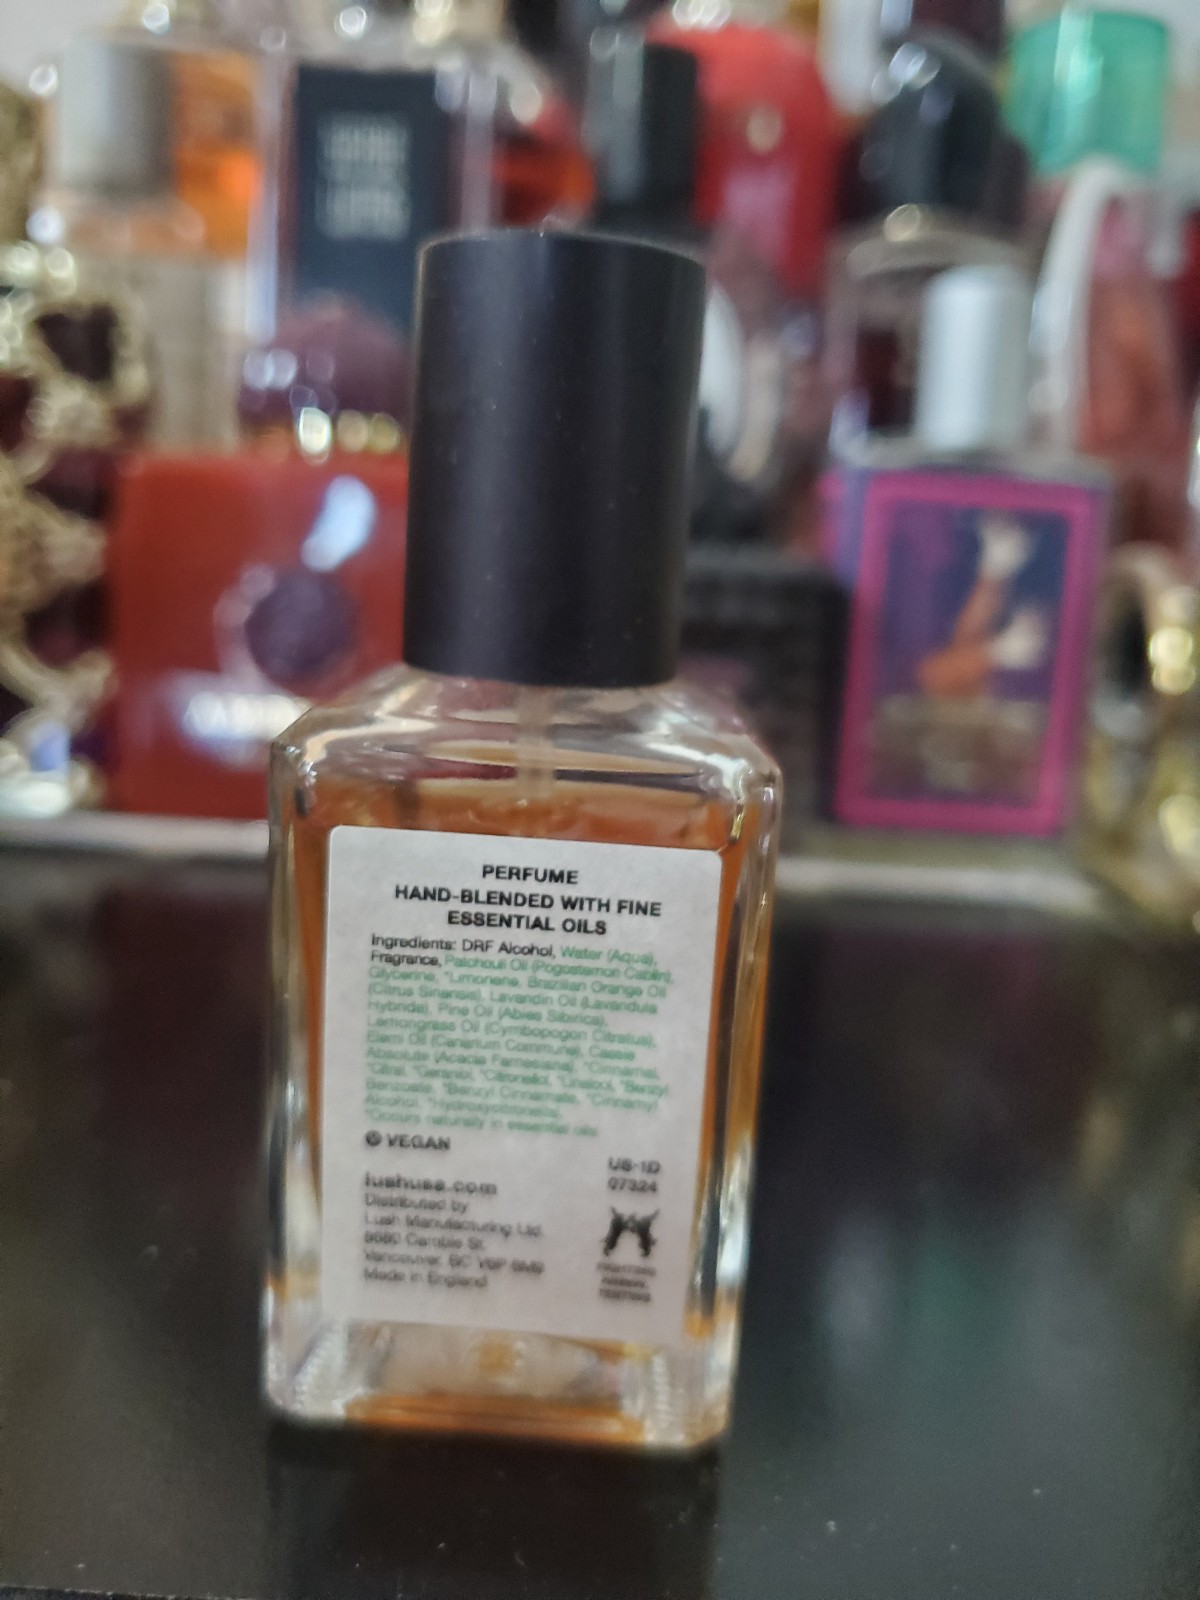 PERFUME
HAND-BLENDED WITH FINE
ESSENTIAL OILS
Ingredients: DRF Alcohol, Water (Aqua),
Fragrance, Patchouli Oil (Pogostemon Cablin),
Glycerine, *Limonene, Brazilian Orange Oil
(Citrus Sinensis), Lavandin Oil (Lavandula
Hybrida), Pine Oil (Abies Sibirica),
Lemongrass Oil (Cymbopogon Citratus),
Elemi Oil (Canarium Commune), Cassie
Absolute (Acacia Farnesiana), *Cinnamal,
*Citral, *Geraniol, *Citronellol, *Linalool, *Benzyl
Benzoate, *Benzyl Cinnamate, *Cinnamyl
Alcohol, *Hydroxycitronella.
*Occurs naturally in essential oils
VEGAN
US-1D
07324
lushusa.com
Distributed by
Lush Manufacturing Ltd.
8680 Cambie St.
Vancouver, BC V6P 6M9
Made in England
FIGHTING
ANIMAL
TESTING